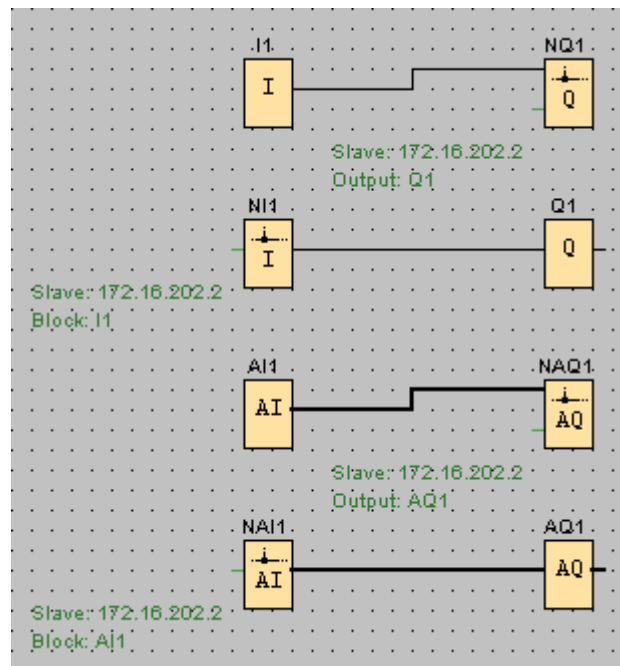 I1 NQ1
I Q
Slave: 172.16.202.2
Output: Q1
NI1 Q1
I Q
Slave: 172.16.202.2
Block: I1
AI1 NAQ1
AI AQ
Slave: 172.16.202.2
Output: AQ1
NAI1 AQ1
AI AQ
Slave: 172.16.202.2
Block: AI1